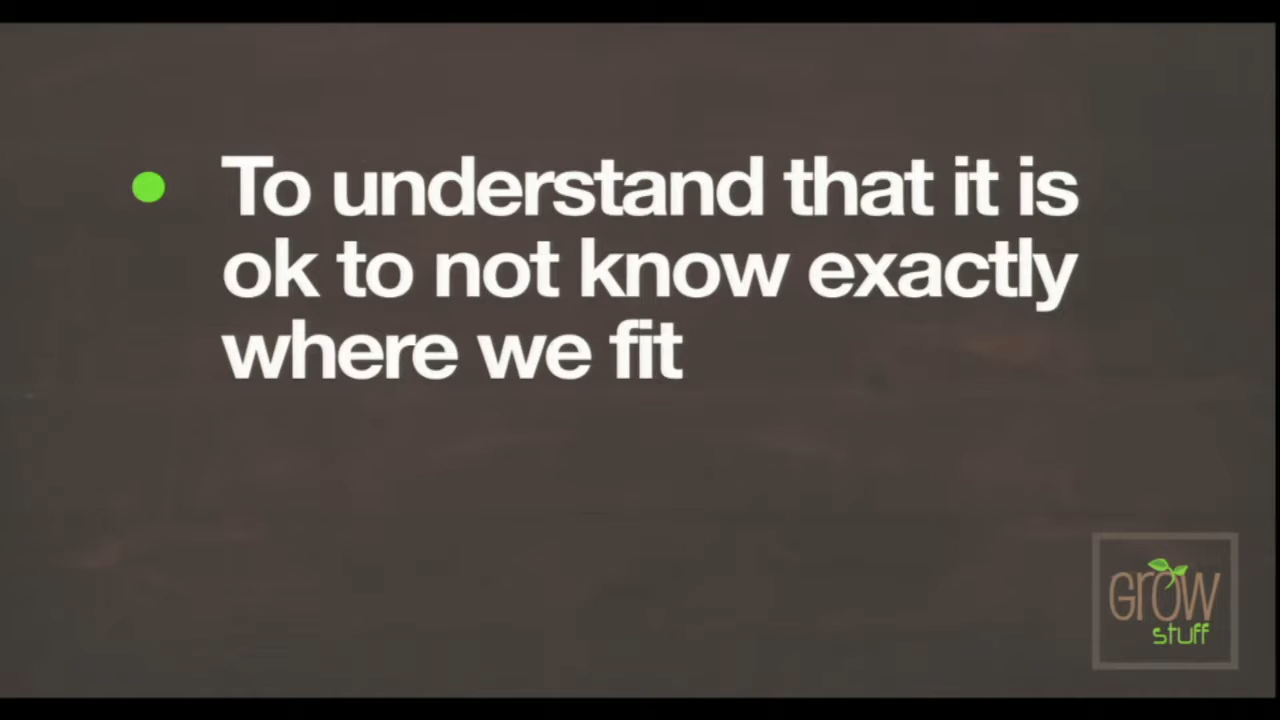 To understand that it is
ok to not know exactly
where we fit
Grow
stuff